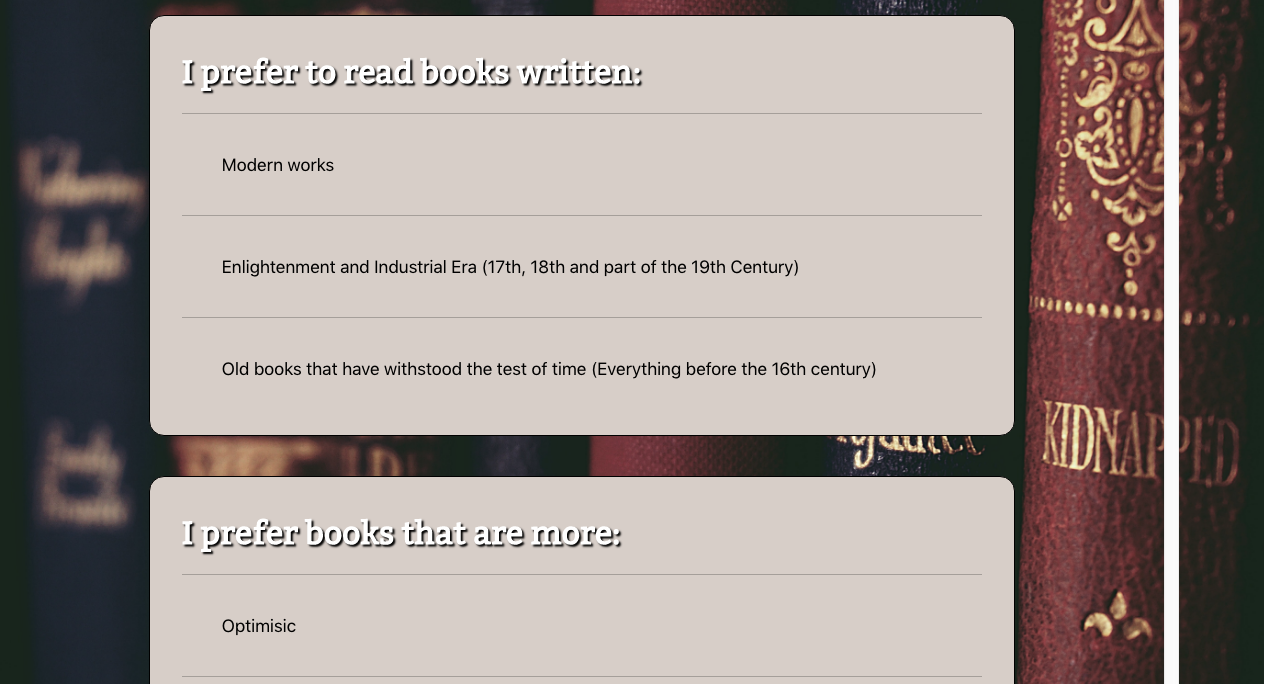 I prefer to read books written:
Modern works
Enlightenment and Industrial Era (17th, 18th and part of the 19th Century)
Old books that have withstood the test of time (Everything before the 16th century)
KIDNAPPED
I prefer books that are more:
Optimisic